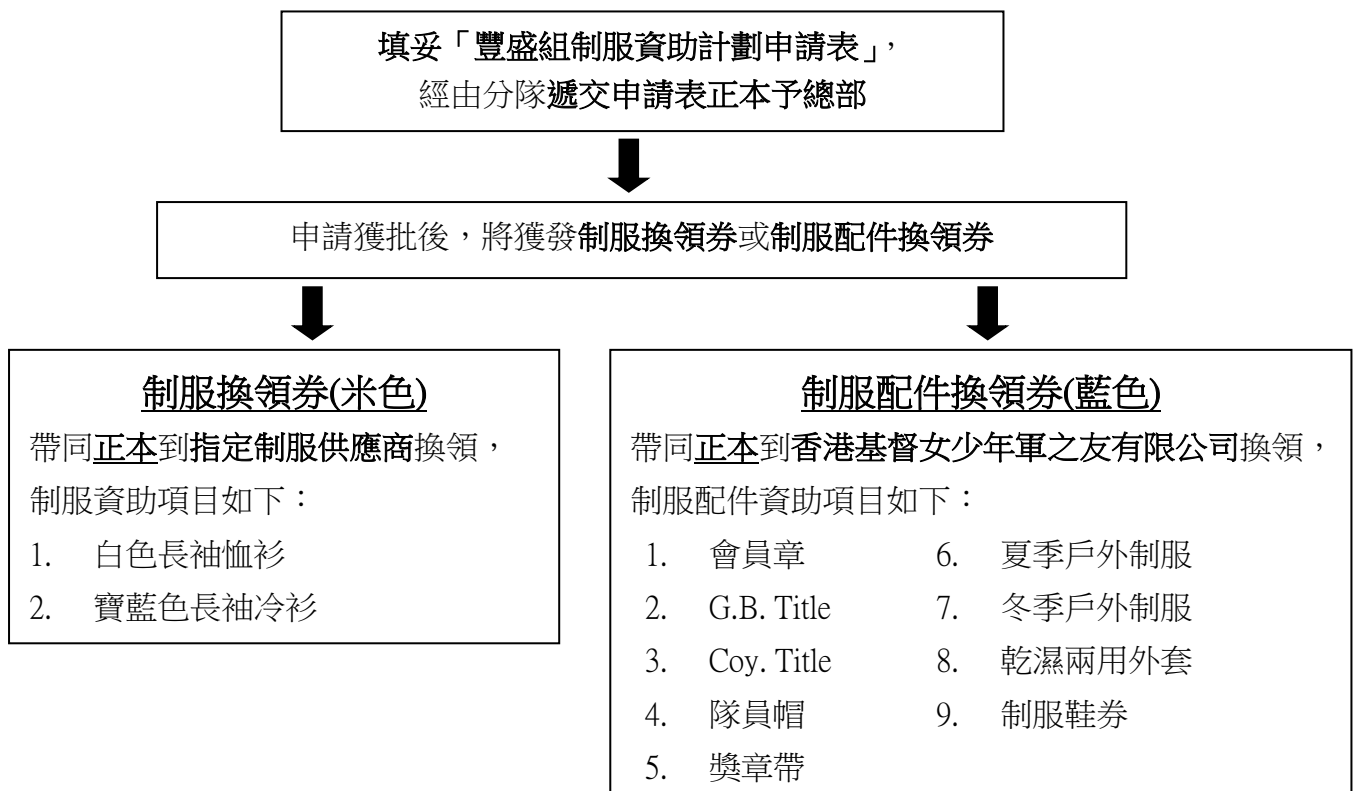 填妥「豐盛組制服資助計劃申請表」，
經由分隊遞交申請表正本予總部
申請獲批後，將獲發制服換領券或制服配件換領券
制服換領券(米色)
帶同正本到指定制服供應商換領，
制服資助項目如下：
1. 白色長袖恤衫
2. 寶藍色長袖冷衫
制服配件換領券(藍色)
帶同正本到香港基督女少年軍之友有限公司換領，
制服配件資助項目如下：
1. 會員章
2. G.B. Title
3. Coy. Title
4. 隊員帽
5. 獎章帶
6. 夏季戶外制服
7. 冬季戶外制服
8. 乾濕兩用外套
9. 制服鞋券